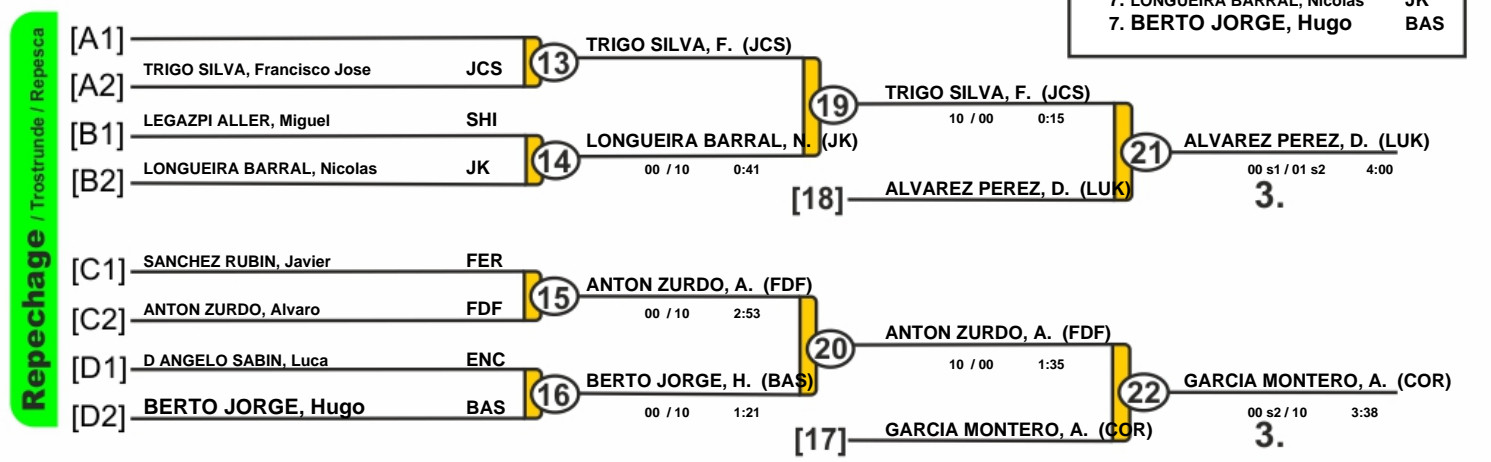 7. LONGUEIRA BARRAL, Nicolas JK
7. BERTO JORGE, Hugo BAS
Repechage / Trostrunde / Repesca
[A1]
TRIGO SILVA, Francisco Jose JCS
[A2]
13
TRIGO SILVA, F. (JCS)
LEGAZPI ALLER, Miguel SHI
[B1]
LONGUEIRA BARRAL, Nicolas JK
[B2]
14
LONGUEIRA BARRAL, N. (JK)
00 / 10 0:41
19
TRIGO SILVA, F. (JCS)
10 / 00 0:15
[18] ALVAREZ PEREZ, D. (LUK)
21
ALVAREZ PEREZ, D. (LUK)
00 s1 / 01 s2 4:00
3.
[C1] SANCHEZ RUBIN, Javier FER
[C2] ANTON ZURDO, Alvaro FDF
15
ANTON ZURDO, A. (FDF)
00 / 10 2:53
[D1] D ANGELO SABIN, Luca ENC
[D2] BERTO JORGE, Hugo BAS
16
BERTO JORGE, H. (BAS)
00 / 10 1:21
20
ANTON ZURDO, A. (FDF)
10 / 00 1:35
[17] GARCIA MONTERO, A. (COR)
22
GARCIA MONTERO, A. (COR)
00 s2 / 10 3:38
3.